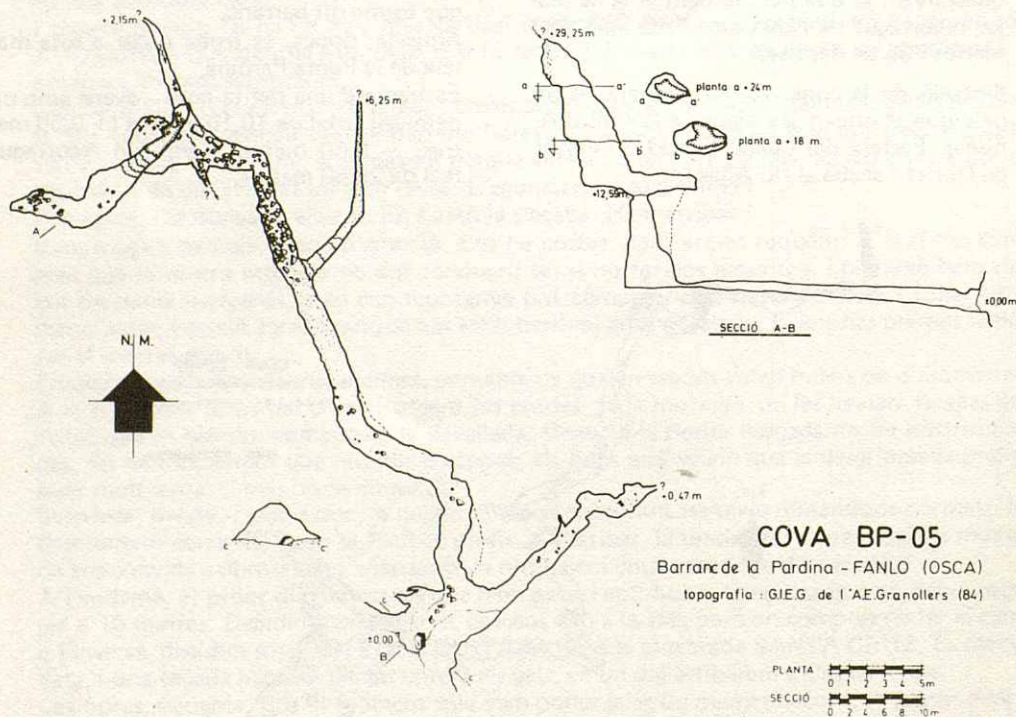 ?
+2,15m
?
+6,25m
?
A
?
+29,25m
a
a'
planta a +24m
a
a'
b
b'
planta b +18 m.
b
b'
+12,55m
±0,00m
SECCIÓ A-B
N.M.
?
+0,47m
c
c'
±0.00
B
COVA BP-05
Barranc de la Pardina - FANLO (OSCA)
topografia : G.I.E.G. de l'A.E.Granollers (84)
PLANTA
0 1 2 3 4 5m
SECCIÓ
0 2 4 6 8 10m